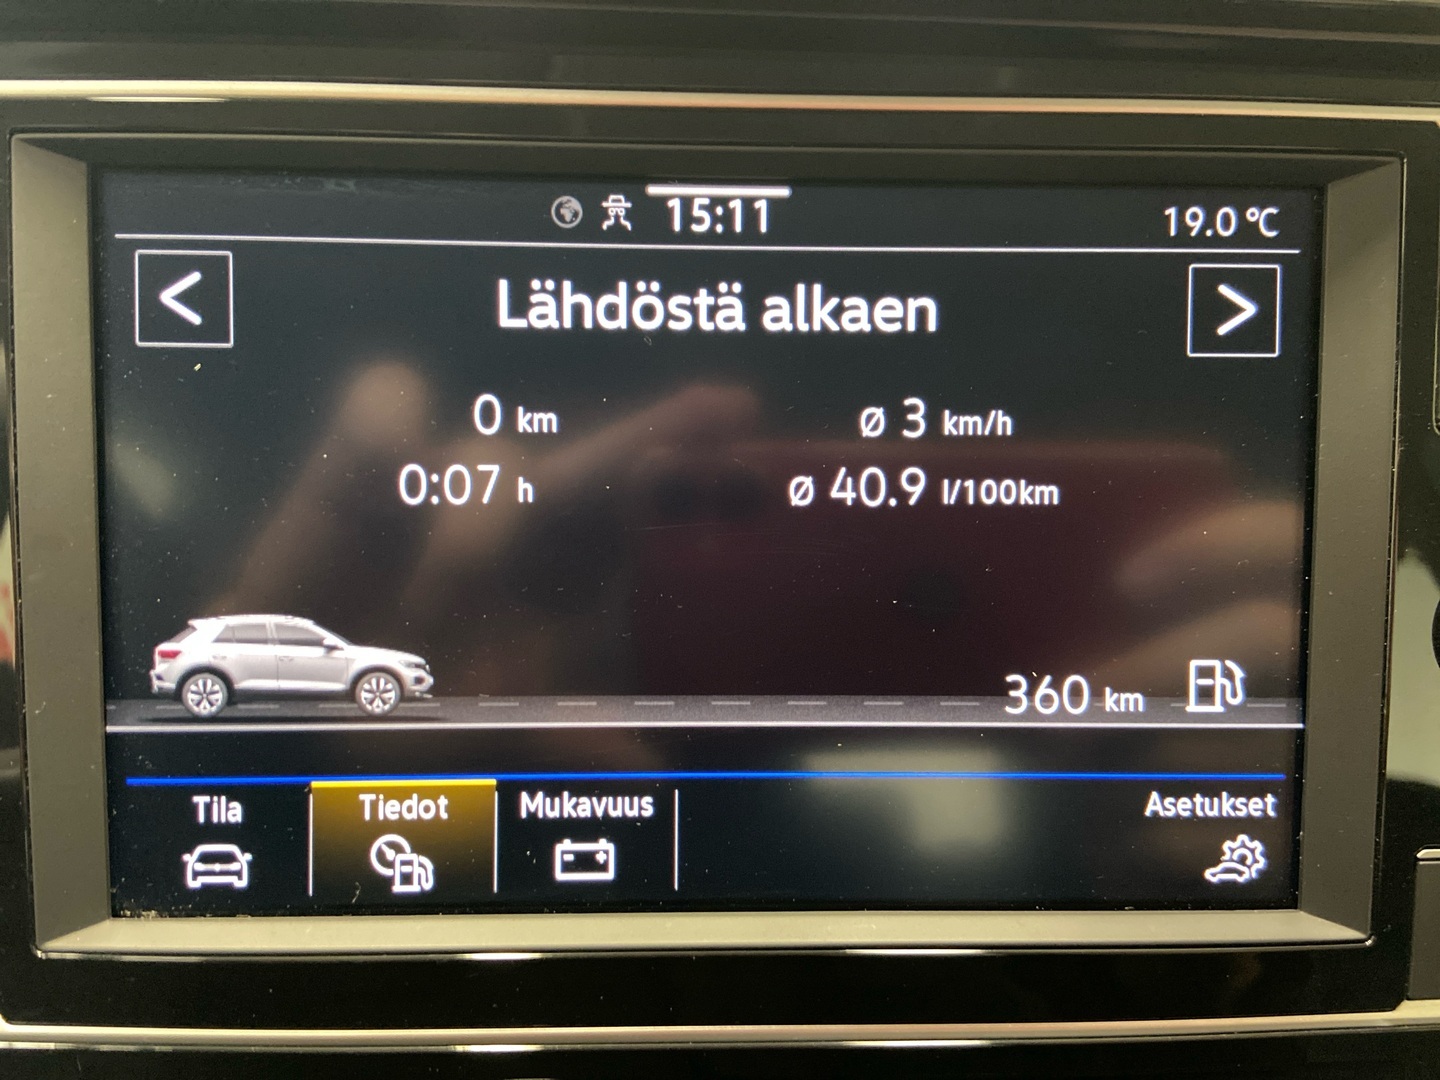 15:11
19.0 °C
<
Lähdöstä alkaen
>
0 km
ø 3 km/h
0:07 h
ø 40.9 l/100km
360 km
Tila
Tiedot
Mukavuus
Asetukset